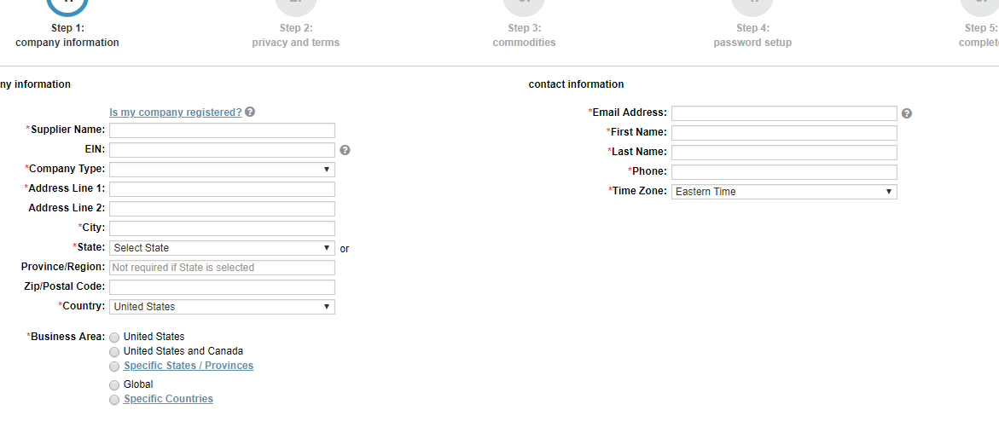 Step 1:
company information
Step 2:
privacy and terms
Step 3:
commodities
Step 4:
password setup
Step 5:
complet
ny information
Is my company registered? ?
*Supplier Name:
EIN: ?
*Company Type:
*Address Line 1:
Address Line 2:
*City:
*State: Select State or
Province/Region: Not required if State is selected
Zip/Postal Code:
*Country: United States
*Business Area: United States
United States and Canada
Specific States / Provinces
Global
Specific Countries
contact information
*Email Address: ?
*First Name:
*Last Name:
*Phone:
*Time Zone: Eastern Time